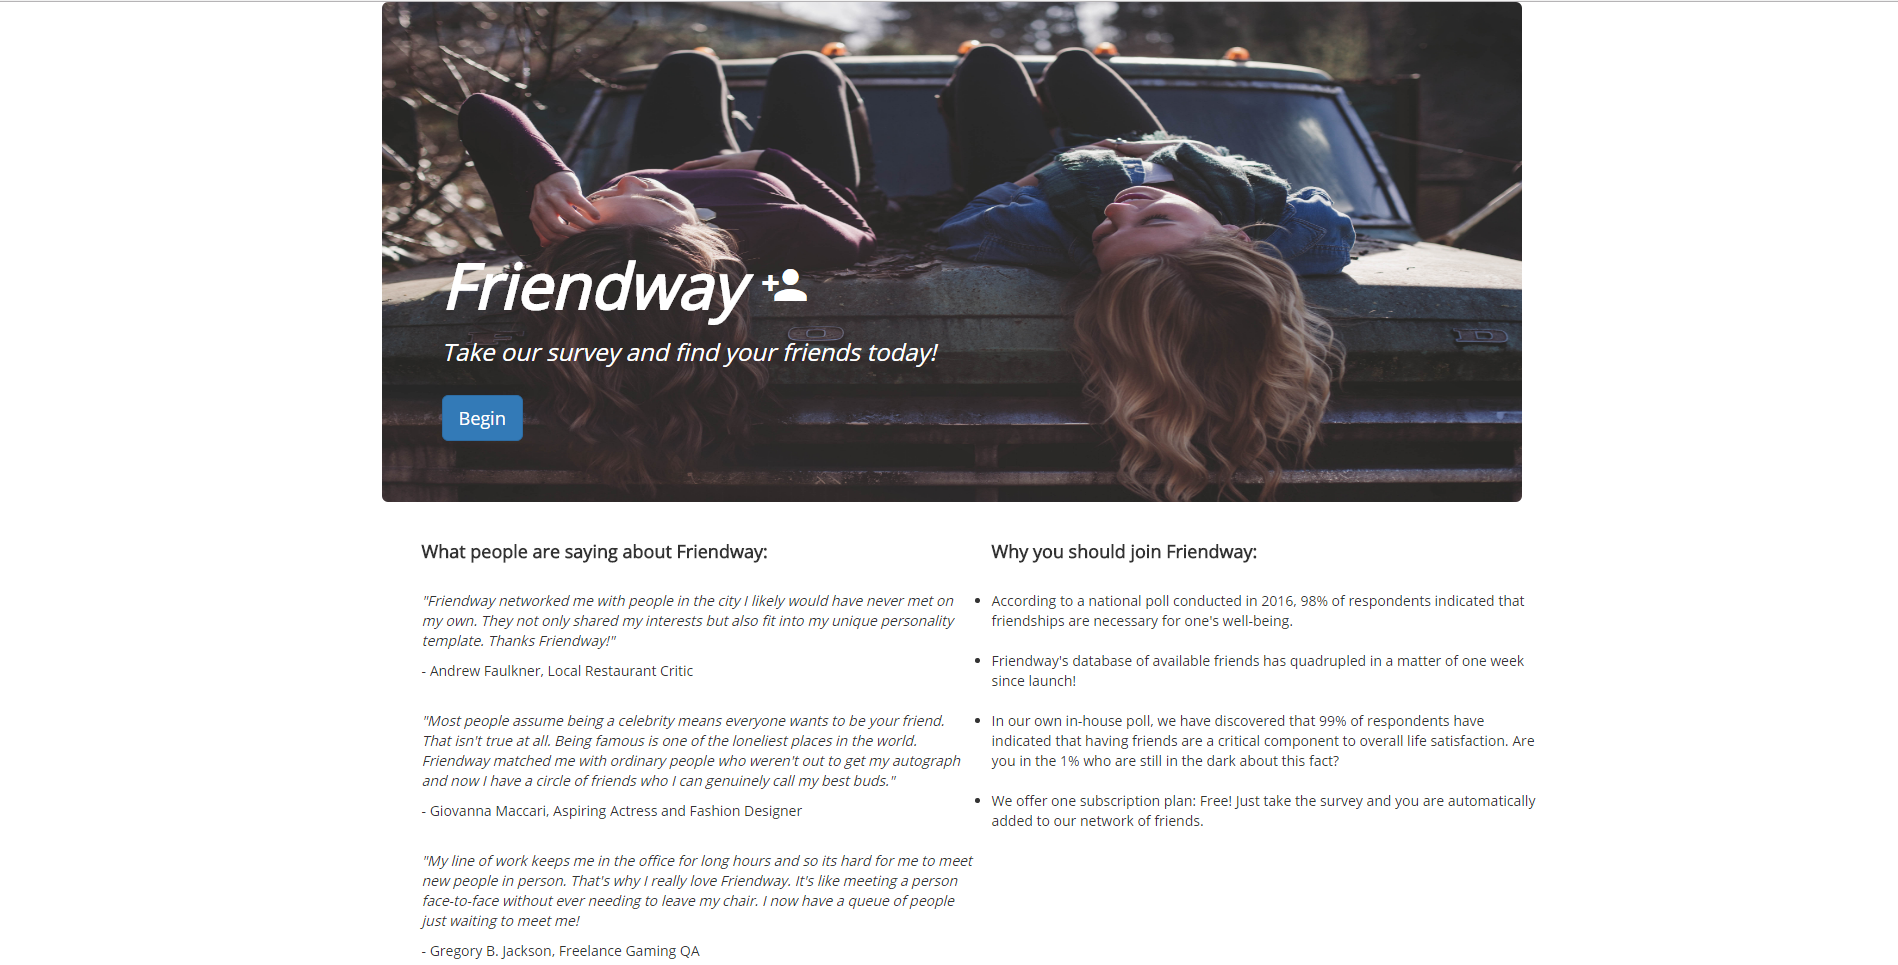 Friendway
Take our survey and find your friends today!
Begin
What people are saying about Friendway:
"Friendway networked me with people in the city I likely would have never met on
my own. They not only shared my interests but also fit into my unique personality
template. Thanks Friendway!"
- Andrew Faulkner, Local Restaurant Critic
"Most people assume being a celebrity means everyone wants to be your friend.
That isn't true at all. Being famous is one of the loneliest places in the world.
Friendway matched me with ordinary people who weren't out to get my autograph
and now I have a circle of friends who I can genuinely call my best buds."
- Giovanna Maccari, Aspiring Actress and Fashion Designer
"My line of work keeps me in the office for long hours and so its hard for me to meet
new people in person. That's why I really love Friendway. It's like meeting a person
face-to-face without ever needing to leave my chair. I now have a queue of people
just waiting to meet me!
- Gregory B. Jackson, Freelance Gaming QA
Why you should join Friendway:
• According to a national poll conducted in 2016, 98% of respondents indicated that
friendships are necessary for one's well-being.
• Friendway's database of available friends has quadrupled in a matter of one week
since launch!
• In our own in-house poll, we have discovered that 99% of respondents have
indicated that having friends are a critical component to overall life satisfaction. Are
you in the 1% who are still in the dark about this fact?
• We offer one subscription plan: Free! Just take the survey and you are automatically
added to our network of friends.